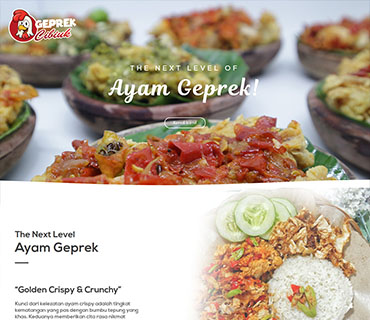 GEPREK
Cibiuk
THE NEXT LEVEL OF
Ayam Geprek!
The Next Level
Ayam Geprek
“Golden Crispy & Crunchy”
Kunci dari kelezatan ayam crispy adalah tingkat
kematangan yang pas dengan bumbu tepung yang
khas. Keduanya memberikan cita rasa nikmat